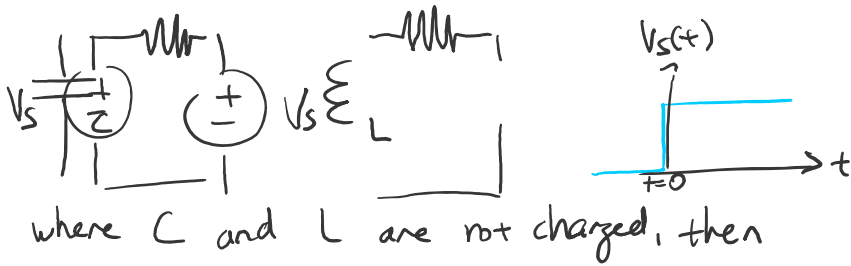 Vs(t)
Vs + - + - Vs L
t=0 t
where C and L are not charged, then